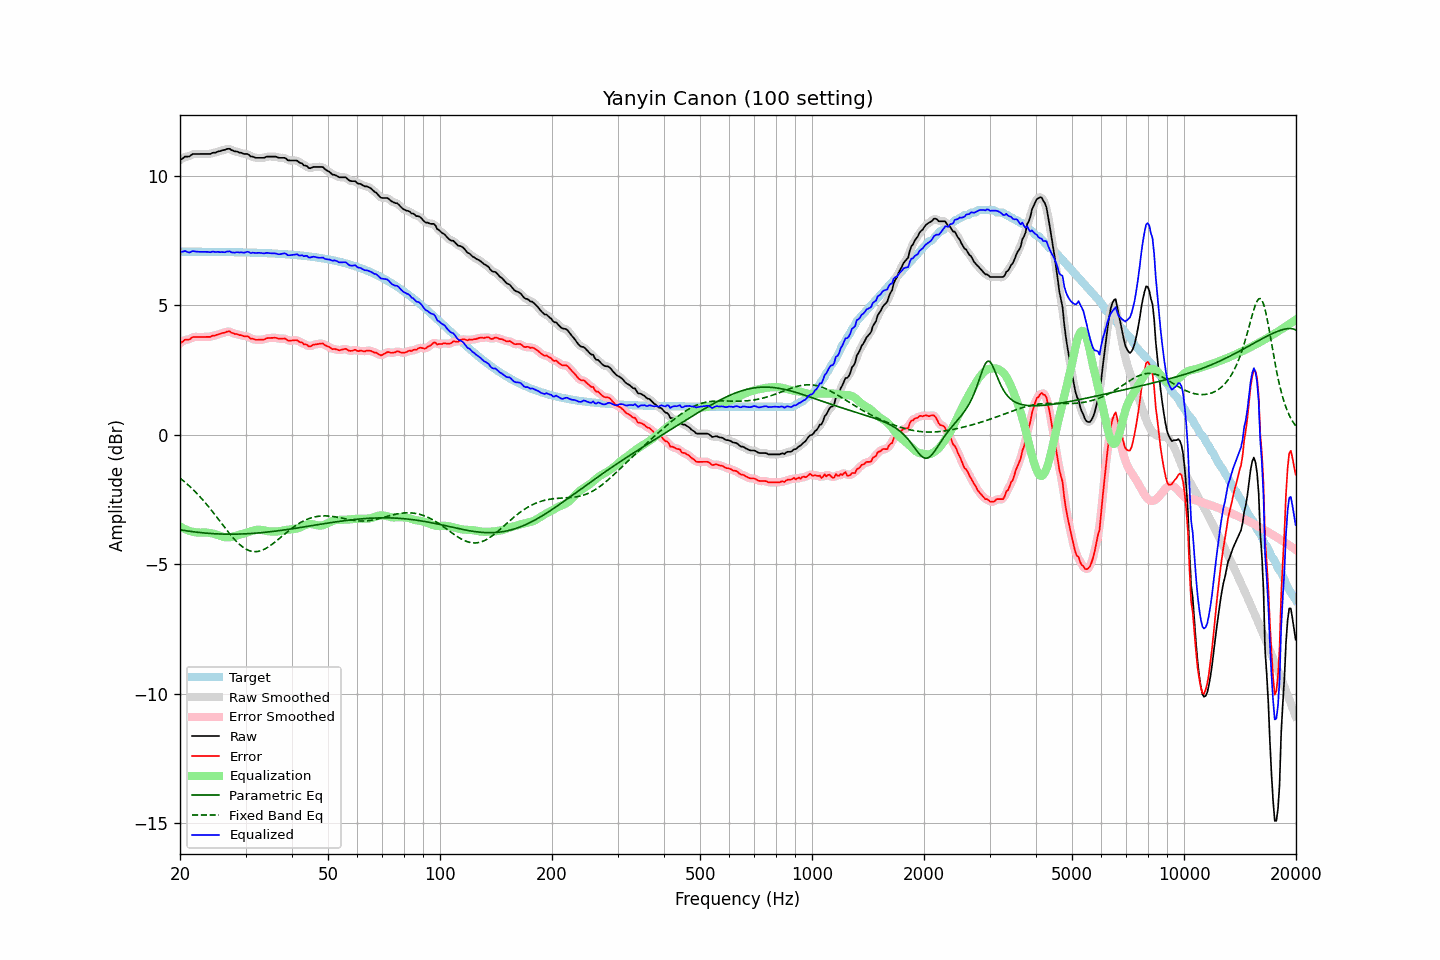 Yanyin Canon (100 setting)
Amplitude (dBr)
10
5
0
−5
−10
−15
Target
Raw Smoothed
Error Smoothed
Raw
Error
Equalization
Parametric Eq
Fixed Band Eq
Equalized
20 50 100 200 500 1000 2000 5000 10000 20000
Frequency (Hz)